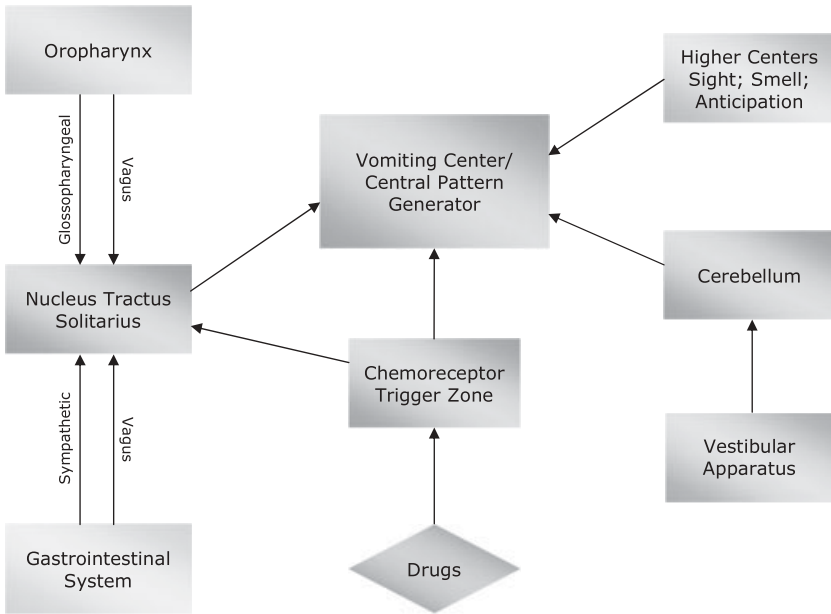 Oropharynx
Higher Centers
Sight; Smell;
Anticipation
Glossopharyngeal
Vagus
Vomiting Center/
Central Pattern
Generator
Nucleus Tractus
Solitarius
Cerebellum
Chemoreceptor
Trigger Zone
Sympathetic
Vagus
Vestibular
Apparatus
Gastrointestinal
System
Drugs